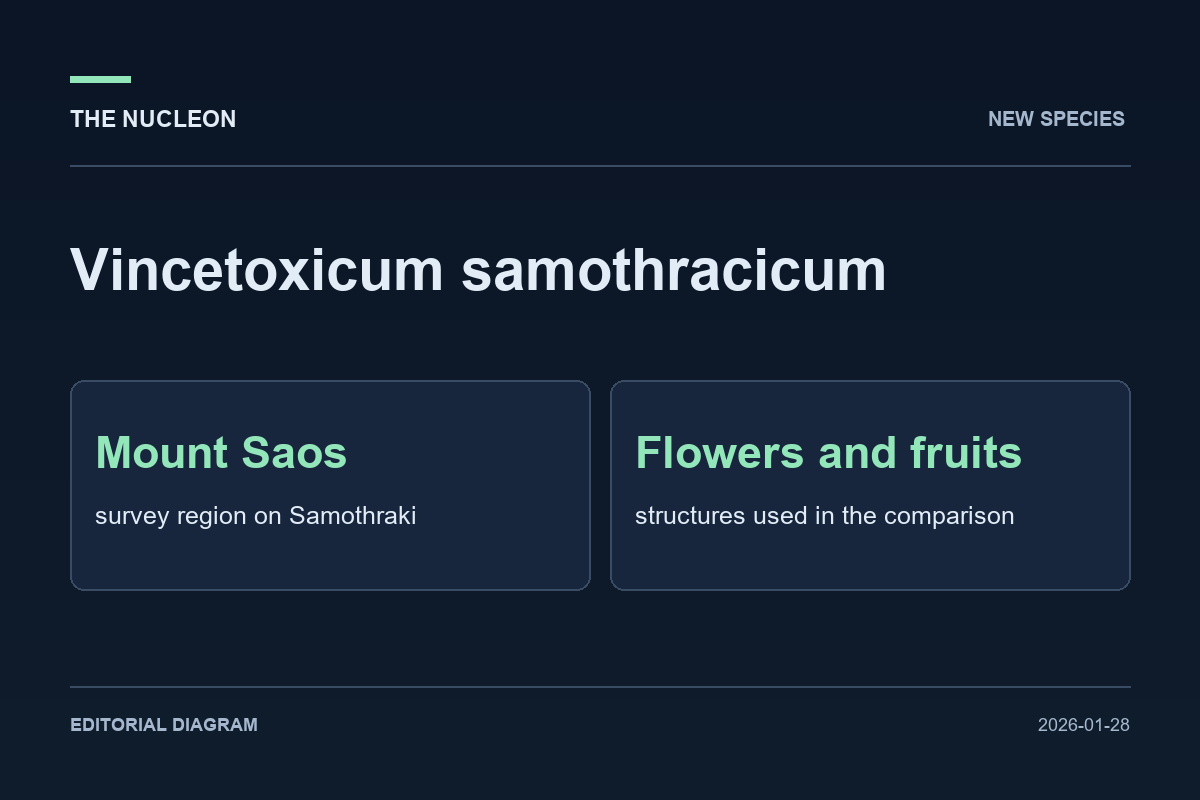 THE NUCLEON
NEW SPECIES
Vincetoxicum samothracicum
Mount Saos
survey region on Samothraki
Flowers and fruits
structures used in the comparison
EDITORIAL DIAGRAM
2026-01-28